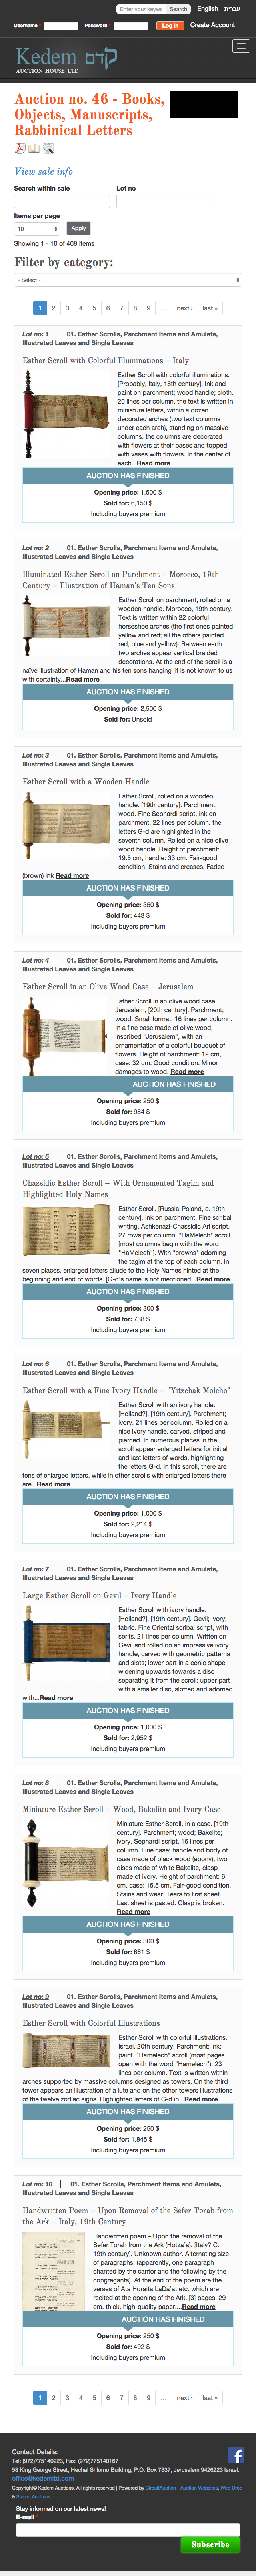 Enter your keywo Search English עברית
Username * Password * Log in Create Account
Kedem קדם
AUCTION HOUSE LTD
Auction no. 46 - Books,
Objects, Manuscripts,
Rabbinical Letters
View sale info
Search within sale Lot no
Items per page
10 Apply
Showing 1 - 10 of 408 items
Filter by category:
- Select -
1 2 3 4 5 6 7 8 9 … next › last »
Lot no: 1 01. Esther Scrolls, Parchment Items and Amulets,
Illustrated Leaves and Single Leaves
Esther Scroll with Colorful Illuminations – Italy
Esther Scroll with colorful illuminations.
[Probably, Italy, 18th century]. Ink and
paint on parchment; wood handle; cloth.
20 lines per column. The text is written in
miniature letters, within a dozen
decorated arches (two text columns
under each arch), standing on massive
columns. the columns are decorated
with flowers at their bases and topped
with vases with flowers. In the center of
each...Read more
AUCTION HAS FINISHED
Opening price: 1,500 $
Sold for: 6,150 $
Including buyers premium
Lot no: 2 01. Esther Scrolls, Parchment Items and Amulets,
Illustrated Leaves and Single Leaves
Illuminated Esther Scroll on Parchment – Morocco, 19th
Century – Illustration of Haman's Ten Sons
Esther Scroll on parchment, rolled on a
wooden handle. Morocco, 19th century.
Text is written within 22 colorful
horseshoe arches (the first ones painted
yellow and red; all the others painted
red, blue and yellow). Between each
two arches appear vertical braided
decorations. At the end of the scroll is a
naïve illustration of Haman and his ten sons hanging [it is not known to us
with certainty...Read more
AUCTION HAS FINISHED
Opening price: 2,500 $
Sold for: Unsold
Lot no: 3 01. Esther Scrolls, Parchment Items and Amulets,
Illustrated Leaves and Single Leaves
Esther Scroll with a Wooden Handle
Esther Scroll, rolled on a wooden
handle. [19th century]. Parchment;
wood. Fine Sephardi script, ink on
parchment, 22 lines per column. the
letters G-d are highlighted in the
seventh column. Rolled on a nice olive
wood handle. Height of parchment:
19.5 cm, handle: 33 cm. Fair-good
condition. Stains and creases. Faded
(brown) ink Read more
AUCTION HAS FINISHED
Opening price: 350 $
Sold for: 443 $
Including buyers premium
Lot no: 4 01. Esther Scrolls, Parchment Items and Amulets,
Illustrated Leaves and Single Leaves
Esther Scroll in an Olive Wood Case – Jerusalem
Esther Scroll in an olive wood case.
Jerusalem, [20th century]. Parchment;
wood. Small format, 16 lines per column.
In a fine case made of olive wood,
inscribed "Jerusalem", with an
ornamentation of a colorful bouquet of
flowers. Height of parchment: 12 cm,
case: 32 cm. Good condition. Minor
damages to wood. Read more
AUCTION HAS FINISHED
Opening price: 250 $
Sold for: 984 $
Including buyers premium
Lot no: 5 01. Esther Scrolls, Parchment Items and Amulets,
Illustrated Leaves and Single Leaves
Chassidic Esther Scroll – With Ornamented Tagim and
Highlighted Holy Names
Esther Scroll. [Russia-Poland, c. 19th
century]. Ink on parchment. Fine scribal
writing, Ashkenazi-Chassidic Ari script.
27 rows per column. "HaMelech" scroll
[most columns begin with the word
"HaMelech"]. With "crowns" adorning
the tagim at the top of each column. In
seven places, enlarged letters allude to the Holy Names hinted at the
beginning and end of words. [G-d's name is not mentioned...Read more
AUCTION HAS FINISHED
Opening price: 300 $
Sold for: 738 $
Including buyers premium
Lot no: 6 01. Esther Scrolls, Parchment Items and Amulets,
Illustrated Leaves and Single Leaves
Esther Scroll with a Fine Ivory Handle – "Yitzchak Molcho"
Esther Scroll with an ivory handle.
[Holland?], [19th century]. Parchment;
ivory. 21 lines per column. Rolled on a
nice ivory handle, carved, striped and
dotted. In numerous places in the
scroll appear enlarged letters for initial
and last letters of words, highlighting
the letters G-d. In this scroll, there are
tens of enlarged letters, while in other scrolls with enlarged letters there
are...Read more
AUCTION HAS FINISHED
Opening price: 1,000 $
Sold for: 2,214 $
Including buyers premium
Lot no: 7 01. Esther Scrolls, Parchment Items and Amulets,
Illustrated Leaves and Single Leaves
Large Esther Scroll on Gevil – Ivory Handle
Esther Scroll with ivory handle.
[Holland?], [19th century]. Gevil; ivory;
fabric. Fine Oriental scribal script, with
serifs. 21 lines per column. Written on
Gevil and rolled on an impressive ivory
handle, carved with geometric patterns
and slots; lower part in a conic shape
widening upwards towards a disc
separating it from the scroll; upper part
with a smaller disc, slotted and adorned
with...Read more
AUCTION HAS FINISHED
Opening price: 1,000 $
Sold for: 2,952 $
Including buyers premium
Lot no: 8 01. Esther Scrolls, Parchment Items and Amulets,
Illustrated Leaves and Single Leaves
Miniature Esther Scroll – Wood, Bakelite and Ivory Case
Miniature Esther Scroll, in a case. [19th
century]. Parchment; wood; Bakelite;
ivory. Sephardi script, 16 lines per
column. Fine case: handle and body of
case made of black wood (ebony), two
discs made of white Bakelite, clasp
made of ivory. Height of parchment: 6
cm, case: 15.5 cm. Fair-good condition.
Stains and wear. Tears to first sheet.
Last sheet is pasted. Clasp is broken.
Read more
AUCTION HAS FINISHED
Opening price: 300 $
Sold for: 861 $
Including buyers premium
Lot no: 9 01. Esther Scrolls, Parchment Items and Amulets,
Illustrated Leaves and Single Leaves
Esther Scroll with Colorful Illustrations
Esther Scroll with colorful illustrations.
Israel, 20th century. Parchment; ink;
paint. "Hamelech" scroll (most pages
open with the word "Hamelech"). 23
lines per column. Text is written within
arches supported by massive columns designed as towers. On the third
tower appears an illustration of a lute and on the other towers illustrations
of the twelve zodiac signs. Highlighted letters of G-d in...Read more
AUCTION HAS FINISHED
Opening price: 250 $
Sold for: 1,845 $
Including buyers premium
Lot no: 10 01. Esther Scrolls, Parchment Items and Amulets,
Illustrated Leaves and Single Leaves
Handwritten Poem – Upon Removal of the Sefer Torah from
the Ark – Italy, 19th Century
Handwritten poem – Upon the removal of the
Sefer Torah from the Ark (Hotza'a). [Italy? C.
19th century]. Unknown author. Alternating of
paragraphs, (apparently, one paragraph
chanted by the cantor and the following by the
congregants). At the end of the poem are the
verses of Ata Horaita LaDa'at etc. which are
recited at the opening of the Ark. [3] pages. 29
cm. thick, high-quality paper....Read more
AUCTION HAS FINISHED
Opening price: 250 $
Sold for: 492 $
Including buyers premium
1 2 3 4 5 6 7 8 9 … next › last »
Contact Details:
Tel: (972)775140223, Fax: (972)775140167
58 King George Street, Hechal Shlomo Building, P.O. Box 7337, Jerusalem 9426223 Israel.
office@kedemltd.com
Copyright© Kedem Auctions, All rights reserved | Powered by CircuitAuction - Auction Websites, Web Drop
& Stamp Auctions
Stay informed on our latest news!
E-mail *
Subscribe